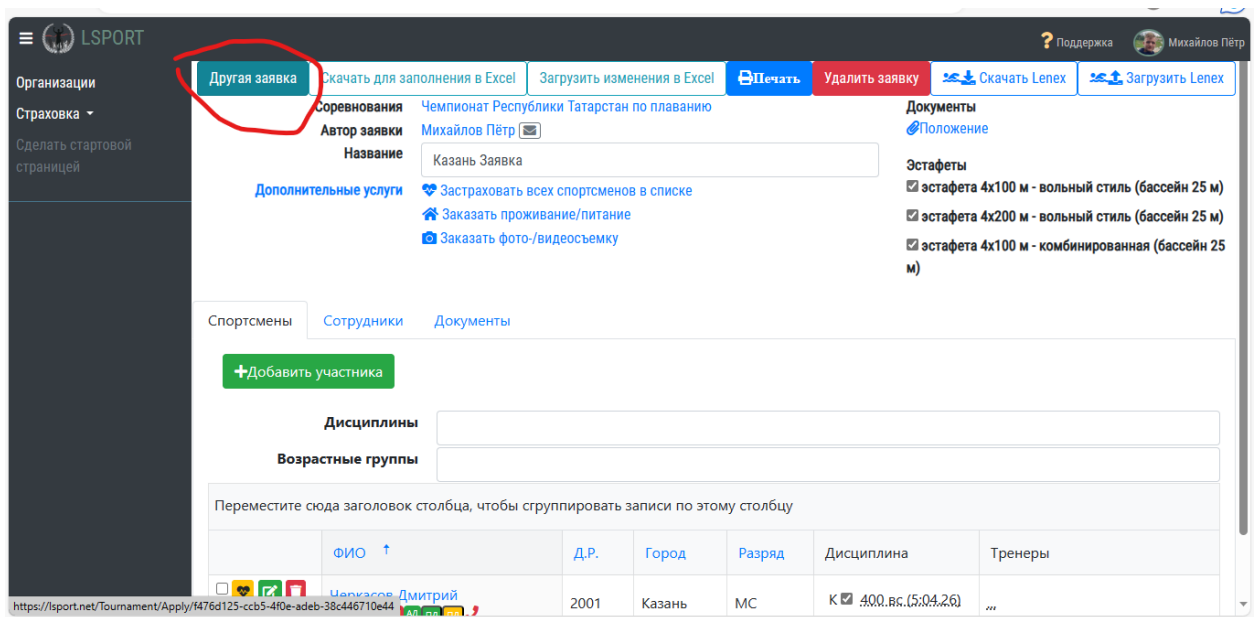 LSPORT
? Поддержка
Михайлов Пётр
Организации
Страховка
Сделать стартовой
страницей
Другая заявка
Скачать для заполнения в Excel
Загрузить изменения в Excel
Печать
Удалить заявку
Скачать Lenex
Загрузить Lenex
Соревнования Чемпионат Республики Татарстан по плаванию
Автор заявки Михайлов Пётр
Название Казань Заявка
Дополнительные услуги Застраховать всех спортсменов в списке
Заказать проживание/питание
Заказать фото-/видеосъемку
Документы
Положение
Эстафеты
эстафета 4x100 м - вольный стиль (бассейн 25 м)
эстафета 4x200 м - вольный стиль (бассейн 25 м)
эстафета 4x100 м - комбинированная (бассейн 25
м)
Спортсмены Сотрудники Документы
+Добавить участника
Дисциплины
Возрастные группы
Переместите сюда заголовок столбца, чтобы сгруппировать записи по этому столбцу
ФИО ↑ Д.Р. Город Разряд Дисциплина Тренеры
Черкасов Дмитрий 2001 Казань МС К 400 вс (5:04.26) ,,,
https://lsport.net/Tournament/Apply/f476d125-ccb5-4f0e-adeb-38c446710e44